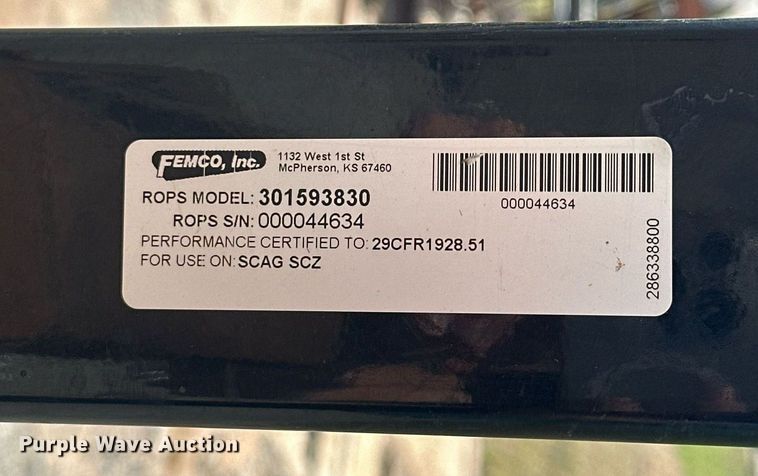 FEMCO, Inc.
1132 West 1st St
McPherson, KS 67460
ROPS MODEL: 301593830
ROPS S/N: 000044634
PERFORMANCE CERTIFIED TO: 29CFR1928.51
FOR USE ON: SCAG SCZ
000044634
286338800
Purple Wave Auction